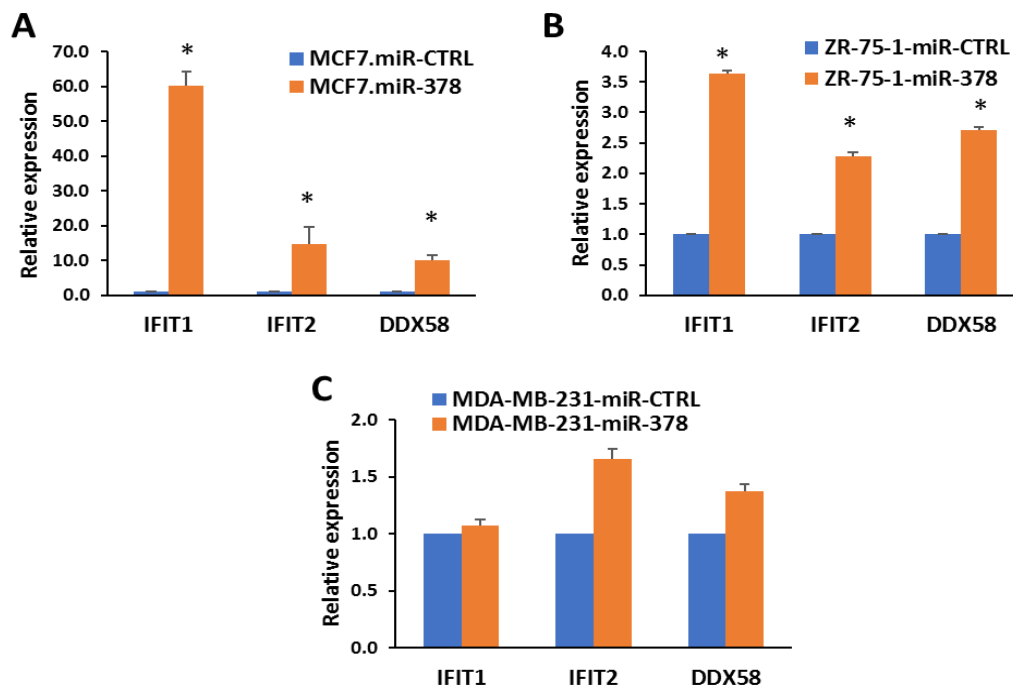 A
MCF7.miR-CTRL
MCF7.miR-378
Relative expression
70.0
60.0
50.0
40.0
30.0
20.0
10.0
0.0
*
*
*
IFIT1 IFIT2 DDX58
B
ZR-75-1-miR-CTRL
ZR-75-1-miR-378
Relative expression
4.0
3.5
3.0
2.5
2.0
1.5
1.0
0.5
0.0
*
*
*
IFIT1 IFIT2 DDX58
C
MDA-MB-231-miR-CTRL
MDA-MB-231-miR-378
Relative expression
2.0
1.5
1.0
0.5
0.0
IFIT1 IFIT2 DDX58